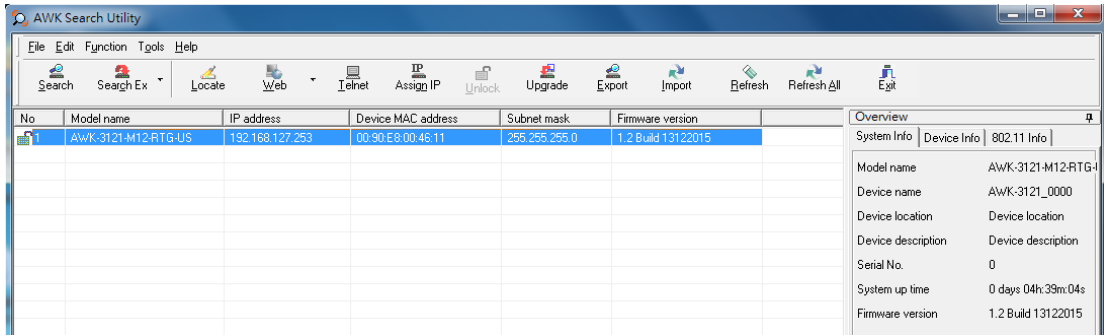 AWK Search Utility
File Edit Function Tools Help
Search Search Ex Locate Web Telnet Assign IP Unlock Upgrade Export Import Refresh Refresh All Exit
No Model name IP address Device MAC address Subnet mask Firmware version
1 AWK-3121-M12-RTG-US 192.168.127.253 00:90:E8:00:46:11 255.255.255.0 1.2 Build 13122015
Overview
System Info Device Info 802.11 Info
Model name AWK-3121-M12-RTG-
Device name AWK-3121_0000
Device location Device location
Device description Device description
Serial No. 0
System up time 0 days 04h:39m:04s
Firmware version 1.2 Build 13122015